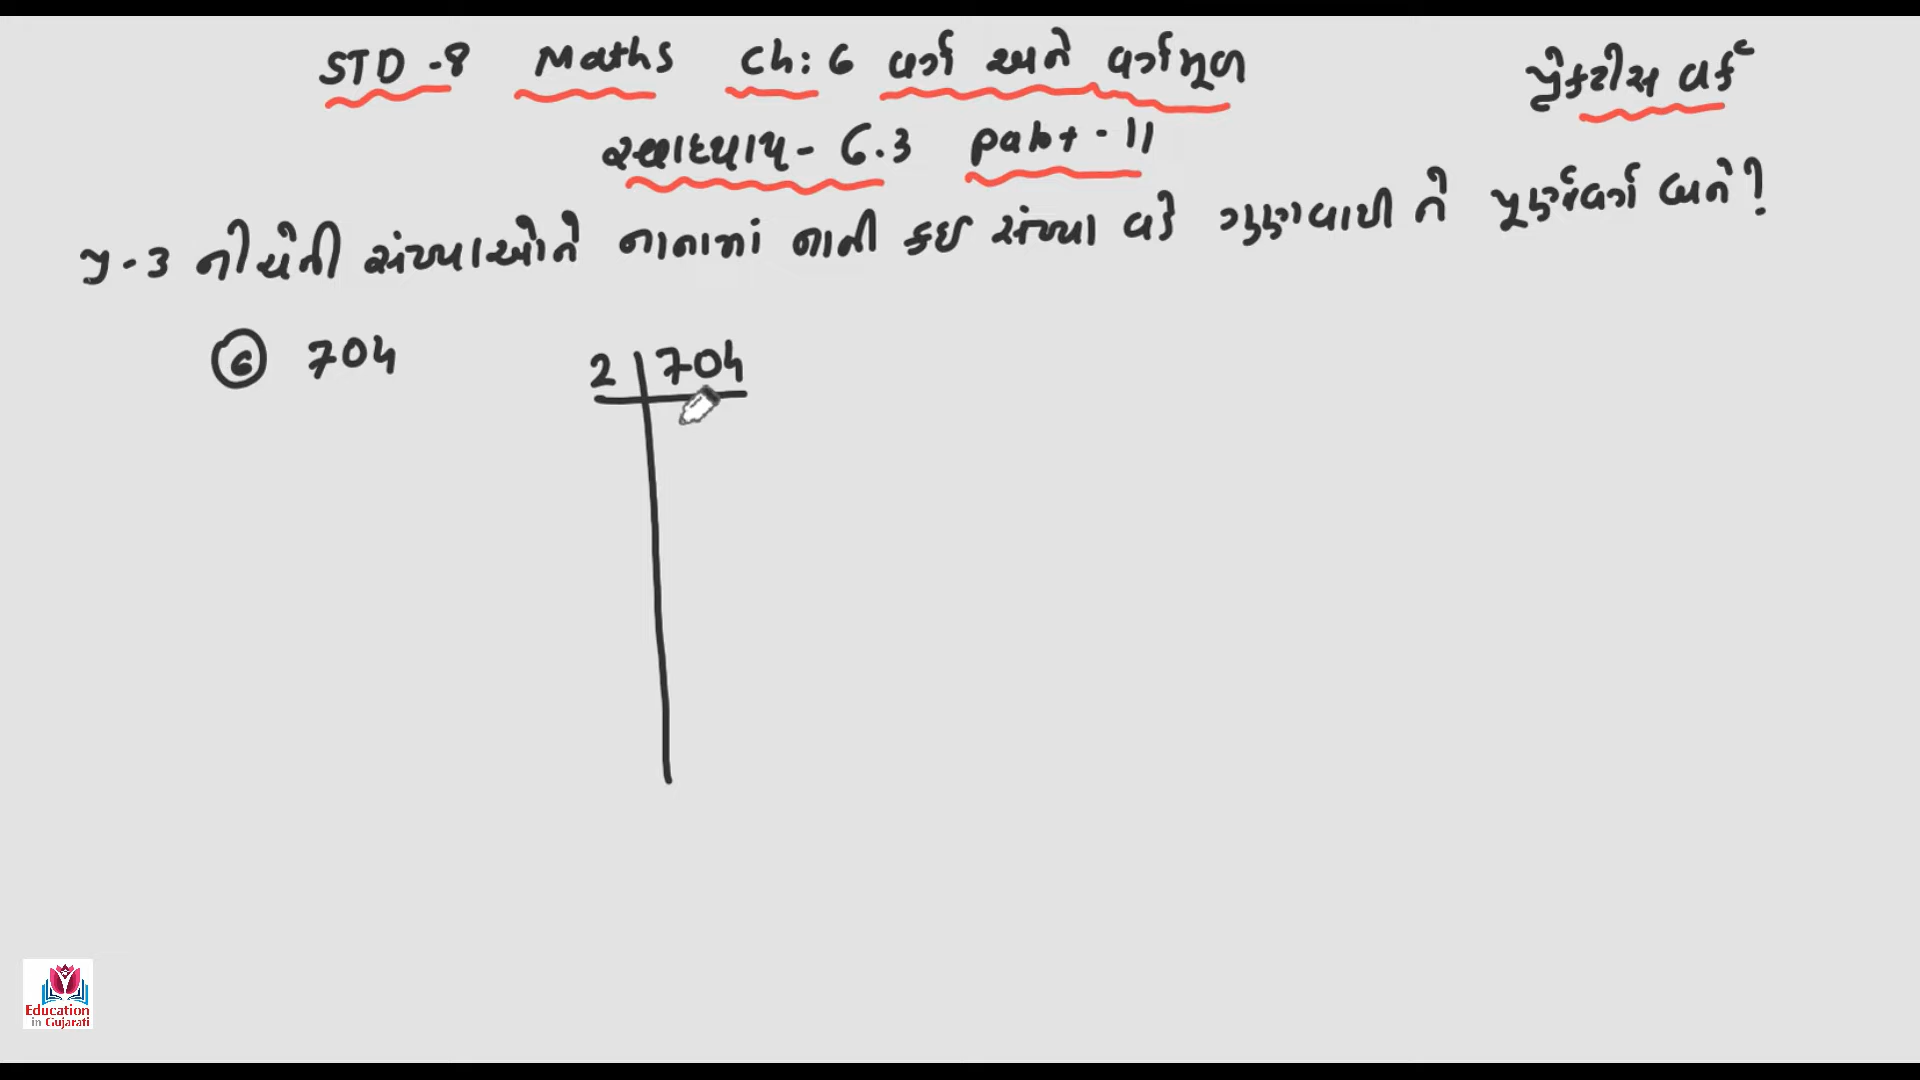 STD -8 Maths Ch: 6 વર્ગ અને વર્ગમૂળ
પ્રેક્ટીસ વર્ક
સ્વાધ્યાય - 6.3 part - 11
પ્ર - 3 નીચેની સંખ્યાઓને નાનામાં નાની કઇ સંખ્યા વડે ગુણવાથી તે પૂર્ણવર્ગ બને?
6 704
2 704
Education
in Gujarati